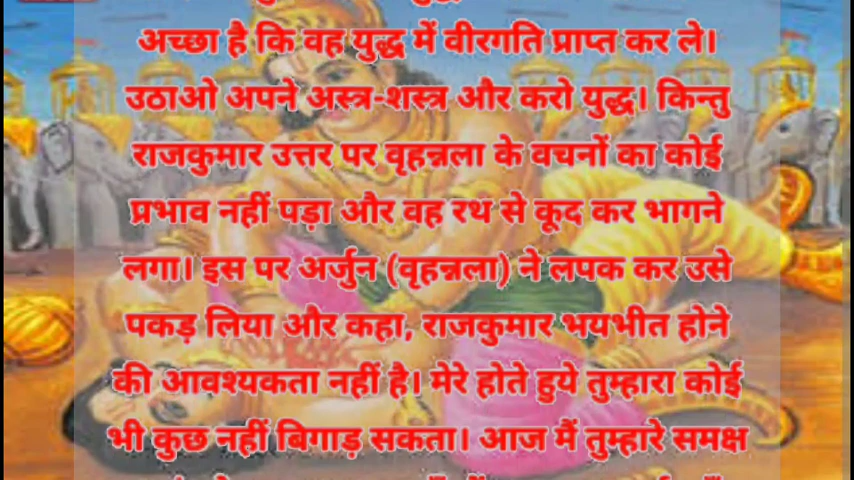 अच्छा है कि वह युद्ध में वीरगति प्राप्त कर ले।
उठाओ अपने अस्त्र-शस्त्र और करो युद्ध। किन्तु
राजकुमार उत्तर पर वृहन्नला के वचनों का कोई
प्रभाव नहीं पड़ा और वह रथ से कूद कर भागने
लगा। इस पर अर्जुन (वृहन्नला) ने लपक कर उसे
पकड़ लिया और कहा, राजकुमार भयभीत होने
की आवश्यकता नहीं है। मेरे होते हुये तुम्हारा कोई
भी कुछ नहीं बिगाड़ सकता। आज मैं तुम्हारे समक्ष